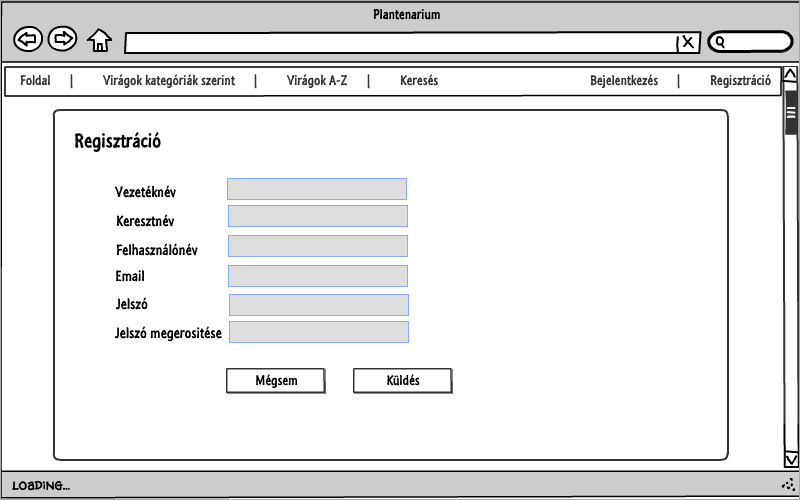 Plantenarium
X
Foldal | Virágok kategóriák szerint | Virágok A-Z | Keresés Bejelentkezés | Regisztráció
Regisztráció
Vezetéknév
Keresztnév
Felhasználónév
Email
Jelszó
Jelszó megerositése
Mégsem Küldés
LOADING...